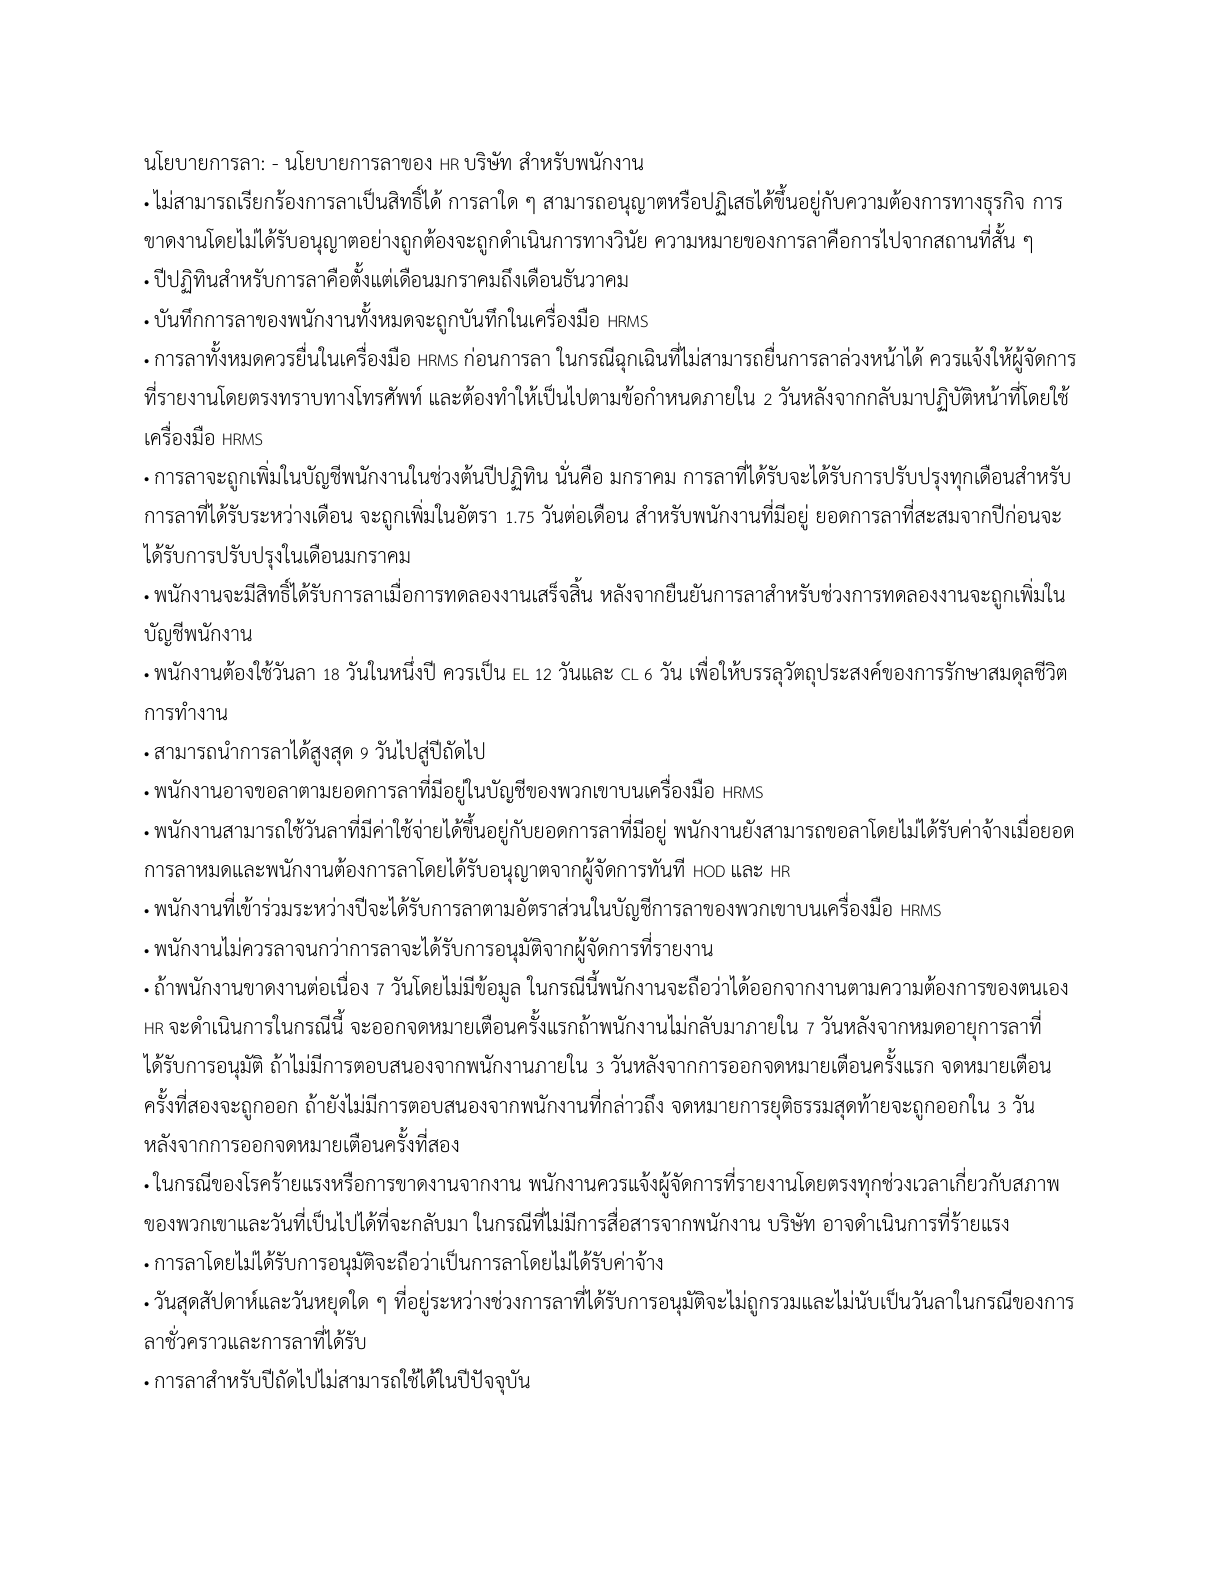 นโยบายการลา: - นโยบายการลาของ HR บริษัท สำหรับพนักงาน
• ไม่สามารถเรียกร้องการลาเป็นสิทธิ์ได้ การลาใด ๆ สามารถอนุญาตหรือปฏิเสธได้ขึ้นอยู่กับความต้องการทางธุรกิจ การ
ขาดงานโดยไม่ได้รับอนุญาตอย่างถูกต้องจะถูกดำเนินการทางวินัย ความหมายของการลาคือการไปจากสถานที่สั้น ๆ
• ปีปฏิทินสำหรับการลาคือตั้งแต่เดือนมกราคมถึงเดือนธันวาคม
• บันทึกการลาของพนักงานทั้งหมดจะถูกบันทึกในเครื่องมือ HRMS
• การลาทั้งหมดควรยื่นในเครื่องมือ HRMS ก่อนการลา ในกรณีฉุกเฉินที่ไม่สามารถยื่นการลาล่วงหน้าได้ ควรแจ้งให้ผู้จัดการ
ที่รายงานโดยตรงทราบทางโทรศัพท์ และต้องทำให้เป็นไปตามข้อกำหนดภายใน 2 วันหลังจากกลับมาปฏิบัติหน้าที่โดยใช้
เครื่องมือ HRMS
• การลาจะถูกเพิ่มในบัญชีพนักงานในช่วงต้นปีปฏิทิน นั่นคือ มกราคม การลาที่ได้รับจะได้รับการปรับปรุงทุกเดือนสำหรับ
การลาที่ได้รับระหว่างเดือน จะถูกเพิ่มในอัตรา 1.75 วันต่อเดือน สำหรับพนักงานที่มีอยู่ ยอดการลาที่สะสมจากปีก่อนจะ
ได้รับการปรับปรุงในเดือนมกราคม
• พนักงานจะมีสิทธิ์ได้รับการลาเมื่อการทดลองงานเสร็จสิ้น หลังจากยืนยันการลาสำหรับช่วงการทดลองงานจะถูกเพิ่มใน
บัญชีพนักงาน
• พนักงานต้องใช้วันลา 18 วันในหนึ่งปี ควรเป็น EL 12 วันและ CL 6 วัน เพื่อให้บรรลุวัตถุประสงค์ของการรักษาสมดุลชีวิต
การทำงาน
• สามารถนำการลาได้สูงสุด 9 วันไปสู่ปีถัดไป
• พนักงานอาจขอลาตามยอดการลาที่มีอยู่ในบัญชีของพวกเขาบนเครื่องมือ HRMS
• พนักงานสามารถใช้วันลาที่มีค่าใช้จ่ายได้ขึ้นอยู่กับยอดการลาที่มีอยู่ พนักงานยังสามารถขอลาโดยไม่ได้รับค่าจ้างเมื่อยอด
การลาหมดและพนักงานต้องการลาโดยได้รับอนุญาตจากผู้จัดการทันที HOD และ HR
• พนักงานที่เข้าร่วมระหว่างปีจะได้รับการลาตามอัตราส่วนในบัญชีการลาของพวกเขาบนเครื่องมือ HRMS
• พนักงานไม่ควรลาจนกว่าการลาจะได้รับการอนุมัติจากผู้จัดการที่รายงาน
• ถ้าพนักงานขาดงานต่อเนื่อง 7 วันโดยไม่มีข้อมูล ในกรณีนี้พนักงานจะถือว่าได้ออกจากงานตามความต้องการของตนเอง
HR จะดำเนินการในกรณีนี้ จะออกจดหมายเตือนครั้งแรกถ้าพนักงานไม่กลับมาภายใน 7 วันหลังจากหมดอายุการลาที่
ได้รับการอนุมัติ ถ้าไม่มีการตอบสนองจากพนักงานภายใน 3 วันหลังจากการออกจดหมายเตือนครั้งแรก จดหมายเตือน
ครั้งที่สองจะถูกออก ถ้ายังไม่มีการตอบสนองจากพนักงานที่กล่าวถึง จดหมายการยุติธรรมสุดท้ายจะถูกออกใน 3 วัน
หลังจากการออกจดหมายเตือนครั้งที่สอง
• ในกรณีของโรคร้ายแรงหรือการขาดงานจากงาน พนักงานควรแจ้งผู้จัดการที่รายงานโดยตรงทุกช่วงเวลาเกี่ยวกับสภาพ
ของพวกเขาและวันที่เป็นไปได้ที่จะกลับมา ในกรณีที่ไม่มีการสื่อสารจากพนักงาน บริษัท อาจดำเนินการที่ร้ายแรง
• การลาโดยไม่ได้รับการอนุมัติจะถือว่าเป็นการลาโดยไม่ได้รับค่าจ้าง
• วันสุดสัปดาห์และวันหยุดใด ๆ ที่อยู่ระหว่างช่วงการลาที่ได้รับการอนุมัติจะไม่ถูกรวมและไม่นับเป็นวันลาในกรณีของการ
ลาชั่วคราวและการลาที่ได้รับ
• การลาสำหรับปีถัดไปไม่สามารถใช้ได้ในปีปัจจุบัน